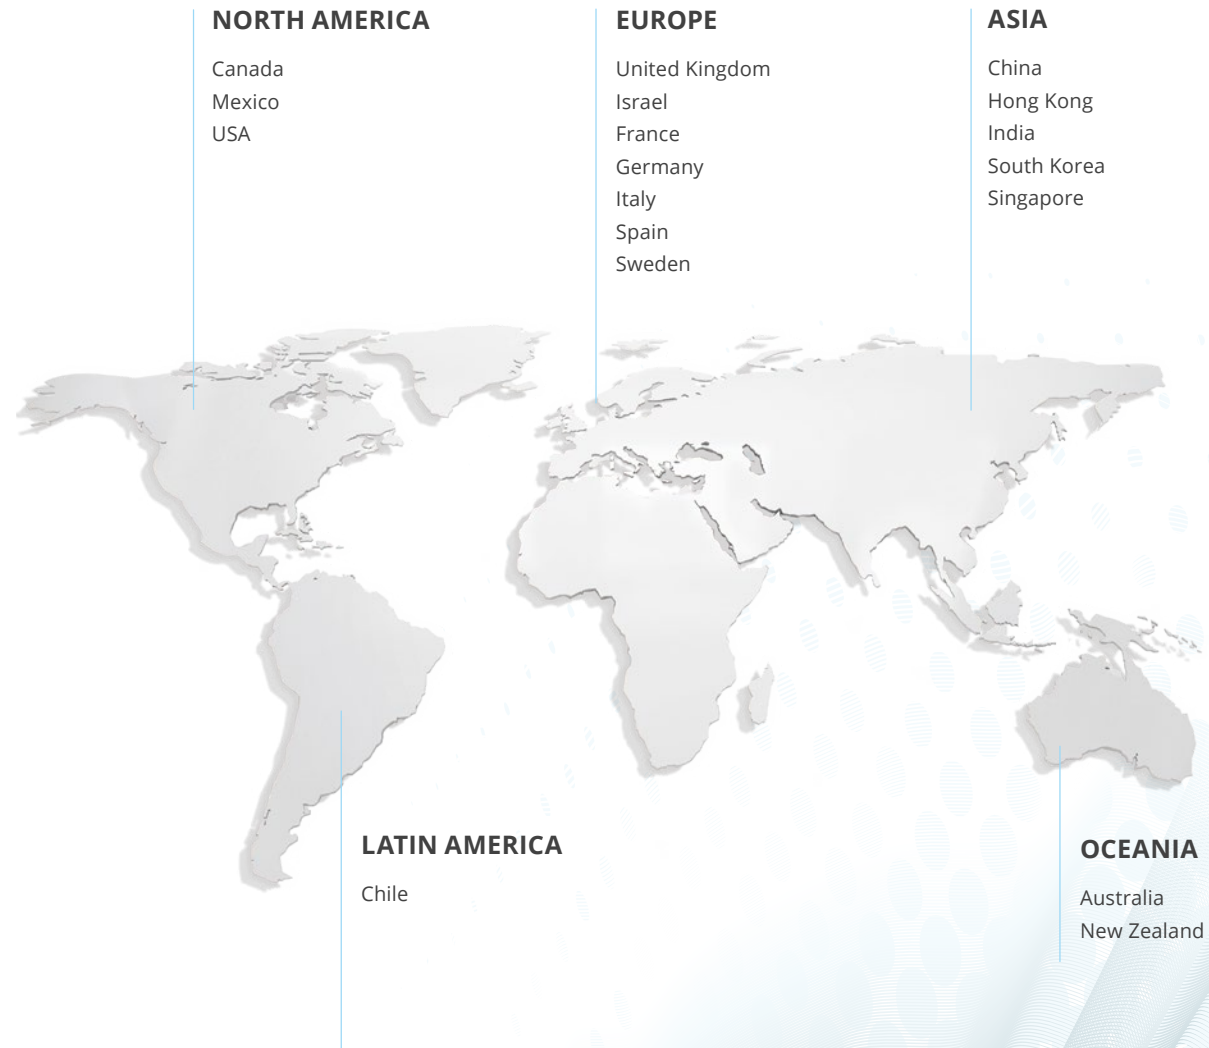 NORTH AMERICA
Canada
Mexico
USA
EUROPE
United Kingdom
Israel
France
Germany
Italy
Spain
Sweden
ASIA
China
Hong Kong
India
South Korea
Singapore
LATIN AMERICA
Chile
OCEANIA
Australia
New Zealand